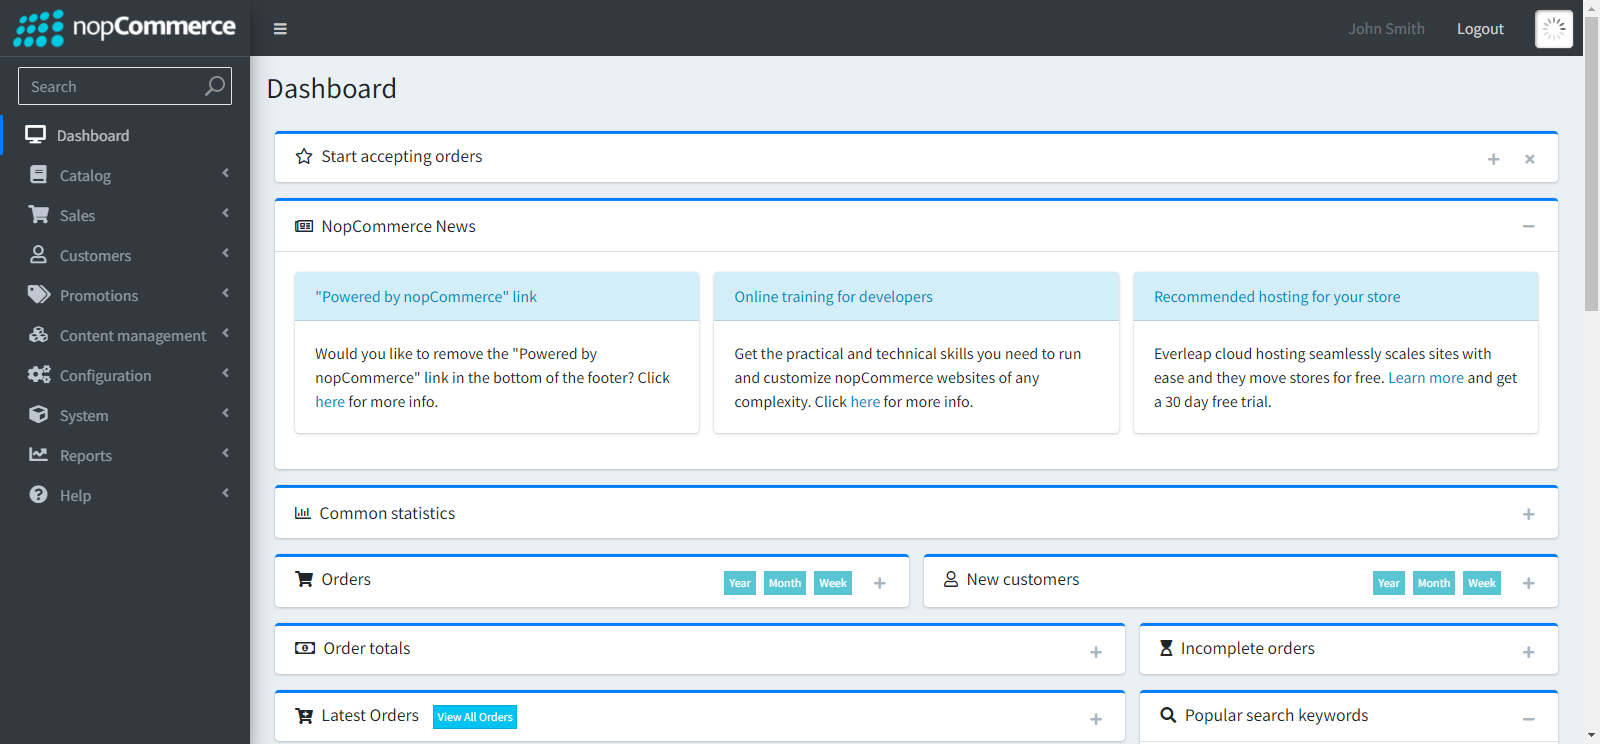 nopCommerce
John Smith
Logout
Search
Dashboard
Catalog
Sales
Customers
Promotions
Content management
Configuration
System
Reports
Help
Dashboard
Start accepting orders
NopCommerce News
"Powered by nopCommerce" link
Would you like to remove the "Powered by
nopCommerce" link in the bottom of the footer? Click
here for more info.
Online training for developers
Get the practical and technical skills you need to run
and customize nopCommerce websites of any
complexity. Click here for more info.
Recommended hosting for your store
Everleap cloud hosting seamlessly scales sites with
ease and they move stores for free. Learn more and get
a 30 day free trial.
Common statistics
Orders
Year Month Week
New customers
Year Month Week
Order totals
Incomplete orders
Latest Orders View All Orders
Popular search keywords